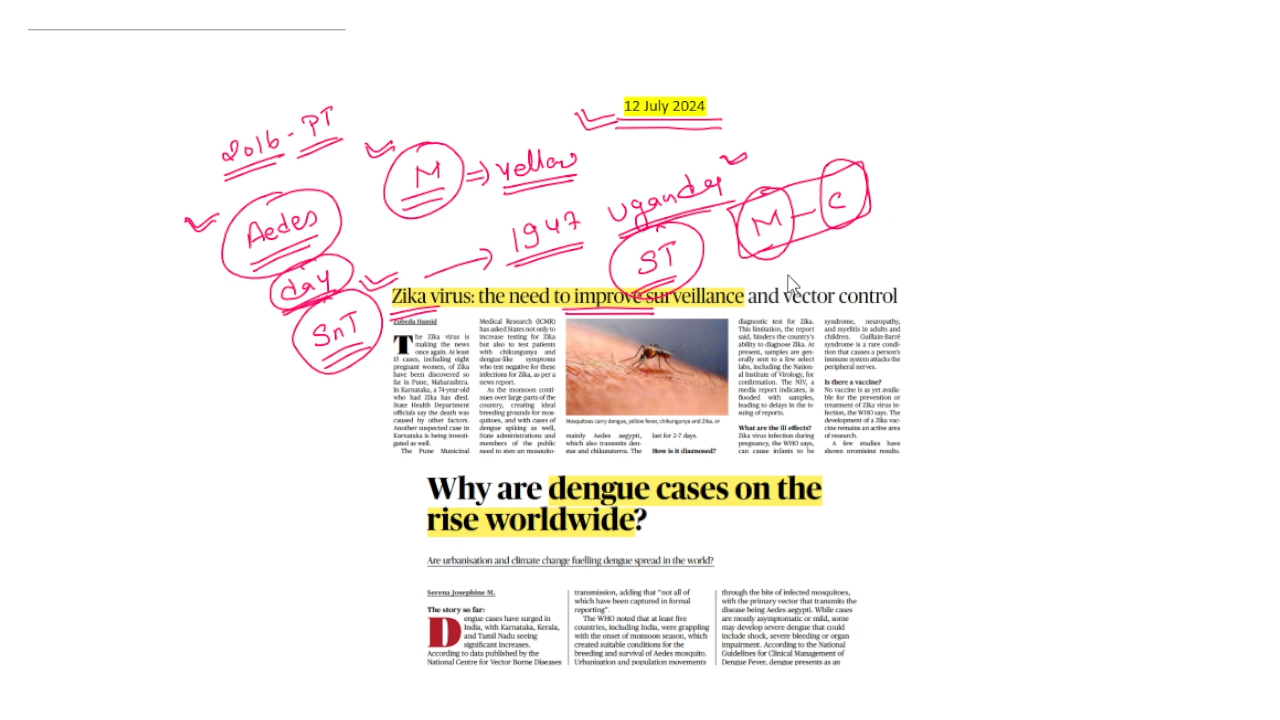 12 July 2024
2016 - PT
M => yellow
Aedes
1947
Uganda
M - C
ST
day
SnT
Zika virus: the need to improve surveillance and vector control
Zubeda Hamid
The Zika virus is
making the news
once again. At least
15 cases, including eight
pregnant women, of Zika
have been discovered so
far in Pune, Maharashtra.
In Karnataka, a 74-year-old
who had Zika has died.
State Health Department
officials say the death was
caused by other factors.
Another suspected case in
Karnataka is being investi-
gated as well.
The Pune Municipal
Medical Research (ICMR)
has asked States not only to
increase testing for Zika
but also to test patients
with chikungunya and
dengue-like symptoms
who test negative for these
infections for Zika, as per a
news report.
As the monsoon conti-
nues over large parts of the
country, creating ideal
breeding grounds for mos-
quitoes, and with cases of
dengue spiking as well,
State administrations and
members of the public
need to step up mosquito-
Mosquitoes carry dengue, yellow fever, chikungunya and Zika. AP
mainly Aedes aegypti,
which also transmits den-
gue and chikungunya. The
last for 2-7 days.
How is it diagnosed?
diagnostic test for Zika.
This limitation, the report
said, hinders the country's
ability to diagnose Zika. At
present, samples are gen-
erally sent to a few select
labs, including the Nation-
al Institute of Virology, for
confirmation. The NIV, a
media report indicates, is
flooded with samples,
leading to delays in the is-
suing of reports.
What are the ill effects?
Zika virus infection during
pregnancy, the WHO says,
can cause infants to be
syndrome, neuropathy,
and myelitis in adults and
children. Guillain-Barré
syndrome is a rare condi-
tion that causes a person's
immune system attacks the
peripheral nerves.
Is there a vaccine?
No vaccine is as yet availa-
ble for the prevention or
treatment of Zika virus in-
fection, the WHO says. The
development of a Zika vac-
cine remains an active area
of research.
A few studies have
shown promising results.
Why are dengue cases on the
rise worldwide?
Are urbanisation and climate change fuelling dengue spread in the world?
Serena Josephine M.
The story so far:
Dengue cases have surged in
India, with Karnataka, Kerala,
and Tamil Nadu seeing
significant increases.
According to data published by the
National Centre for Vector Borne Diseases
transmission, adding that "not all of
which have been captured in formal
reporting".
The WHO noted that at least five
countries, including India, were grappling
with the onset of monsoon season, which
created suitable conditions for the
breeding and survival of Aedes mosquito.
Urbanisation and population movements
through the bite of infected mosquitoes,
with the primary vector that transmits the
disease being Aedes aegypti. While cases
are mostly asymptomatic or mild, some
may develop severe dengue that could
include shock, severe bleeding or organ
impairment. According to the National
Guidelines for Clinical Management of
Dengue Fever, dengue presents as an